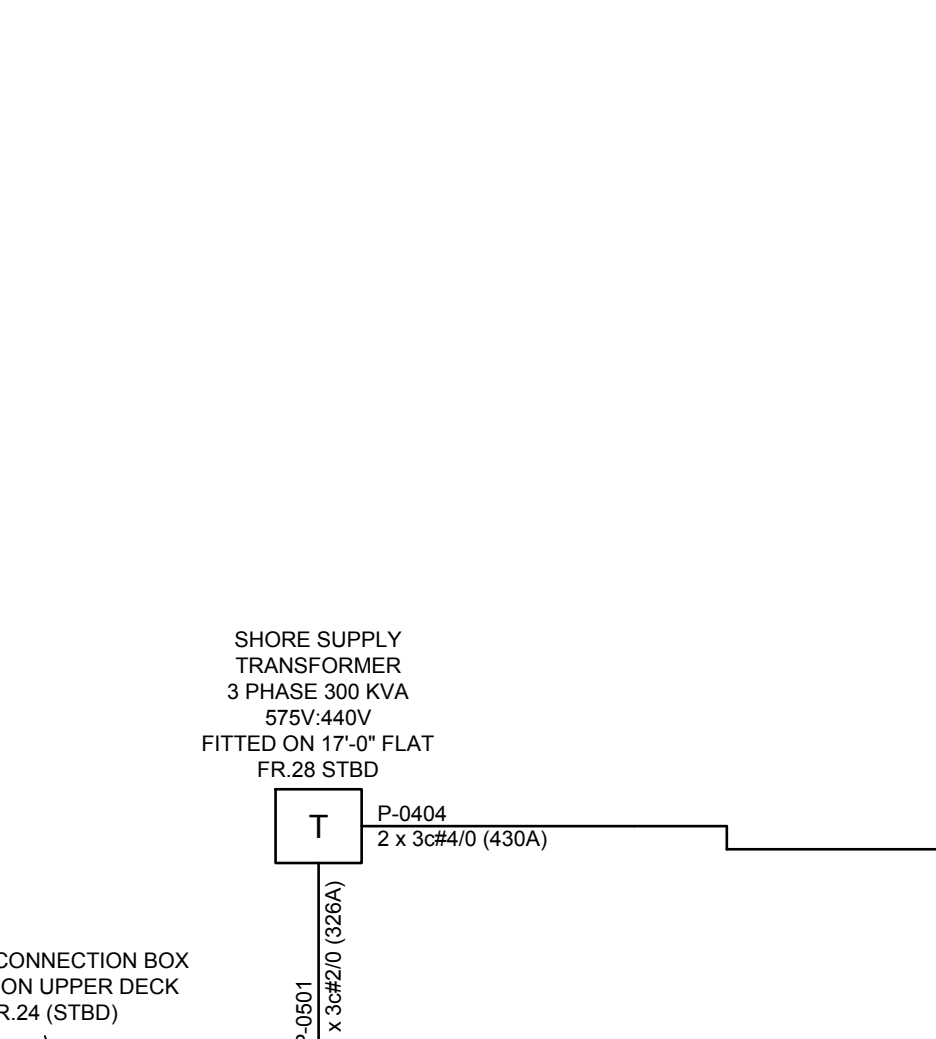 SHORE SUPPLY
TRANSFORMER
3 PHASE 300 KVA
575V:440V
FITTED ON 17'-0" FLAT
FR.28 STBD
T
P-0404
2 x 3c#4/0 (430A)
P-0501
x 3c#2/0 (326A)
CONNECTION BOX
ON UPPER DECK
R.24 (STBD)